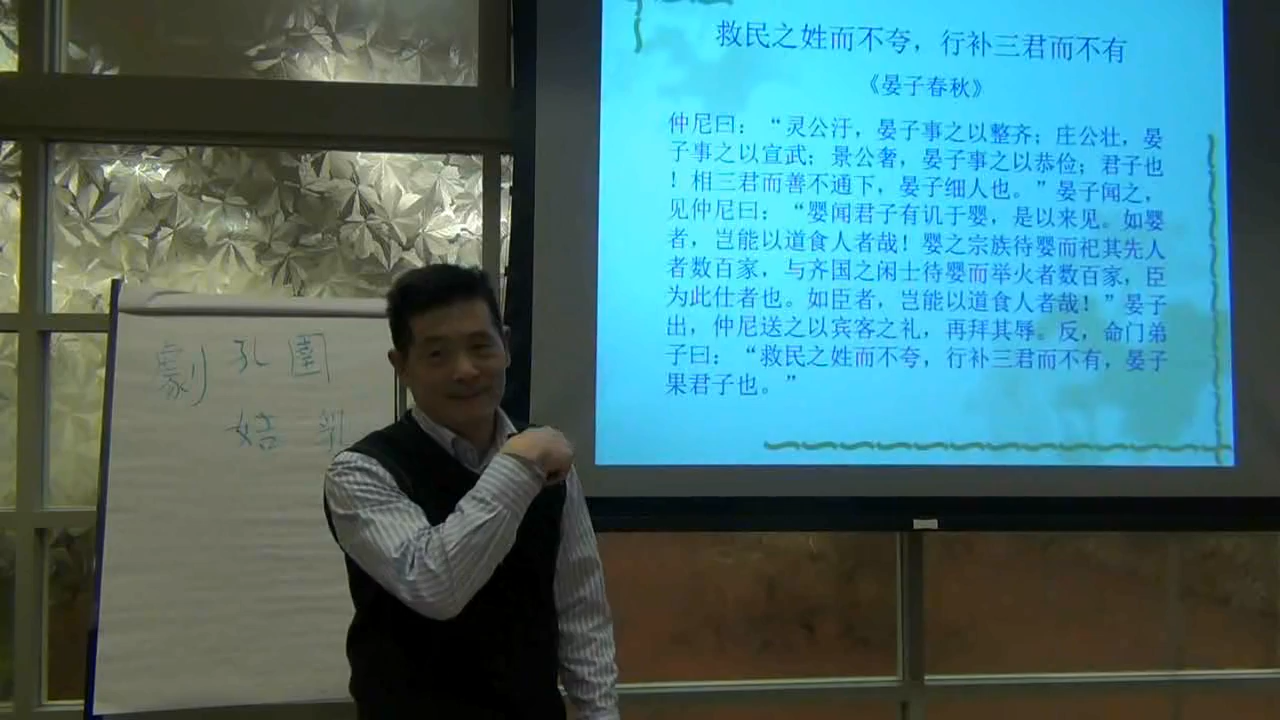 救民之姓而不夸，行补三君而不有
《晏子春秋》
仲尼曰：“灵公汙，晏子事之以整齐；庄公壮，晏
子事之以宣武；景公奢，晏子事之以恭俭；君子也
！相三君而善不通下，晏子细人也。”晏子闻之，
见仲尼曰：“婴闻君子有讥于婴，是以来见。如婴
者，岂能以道食人者哉！婴之宗族待婴而祀其先人
者数百家，与齐国之闲士待婴而举火者数百家，臣
为此仕者也。如臣者，岂能以道食人者哉！”晏子
出，仲尼送之以宾客之礼，再拜其辱。反，命门弟
子曰：“救民之姓而不夸，行补三君而不有，晏子
果君子也。”
劇 孔 圉
姞 乳